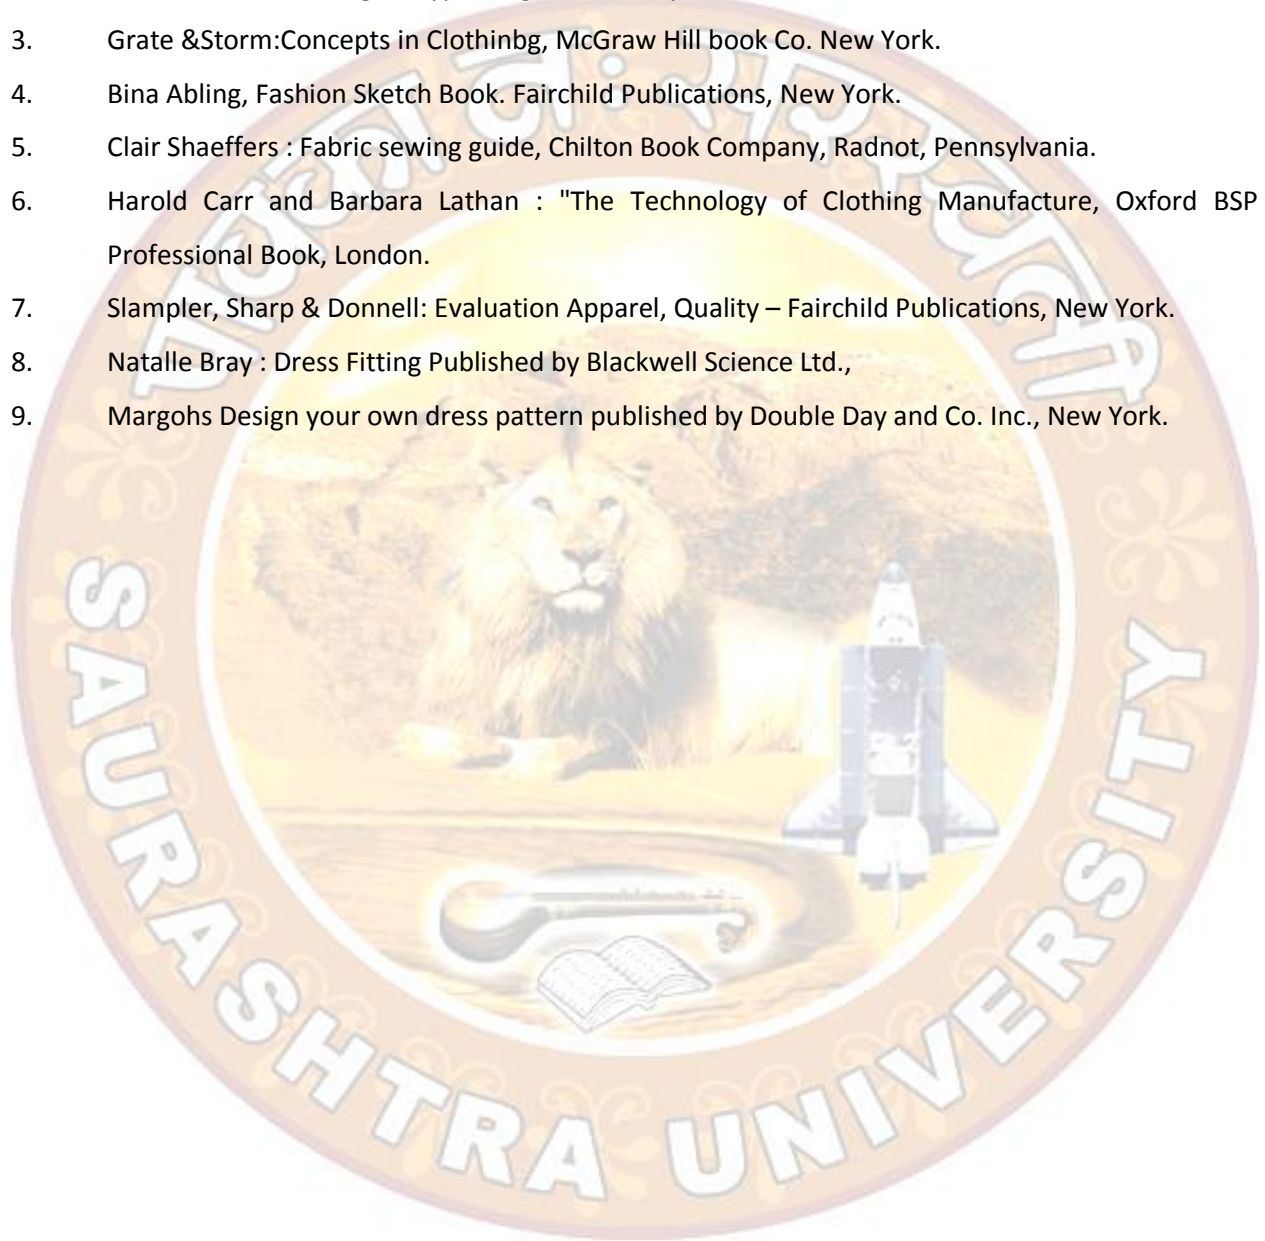 3. Grate &Storm:Concepts in Clothinbg, McGraw Hill book Co. New York.
4. Bina Abling, Fashion Sketch Book. Fairchild Publications, New York.
5. Clair Shaeffers : Fabric sewing guide, Chilton Book Company, Radnot, Pennsylvania.
6. Harold Carr and Barbara Lathan : "The Technology of Clothing Manufacture, Oxford BSP
Professional Book, London.
7. Slampler, Sharp & Donnell: Evaluation Apparel, Quality – Fairchild Publications, New York.
8. Natalle Bray : Dress Fitting Published by Blackwell Science Ltd.,
9. Margohs Design your own dress pattern published by Double Day and Co. Inc., New York.
सरस्वती
SAURASHTRA UNIVERSITY